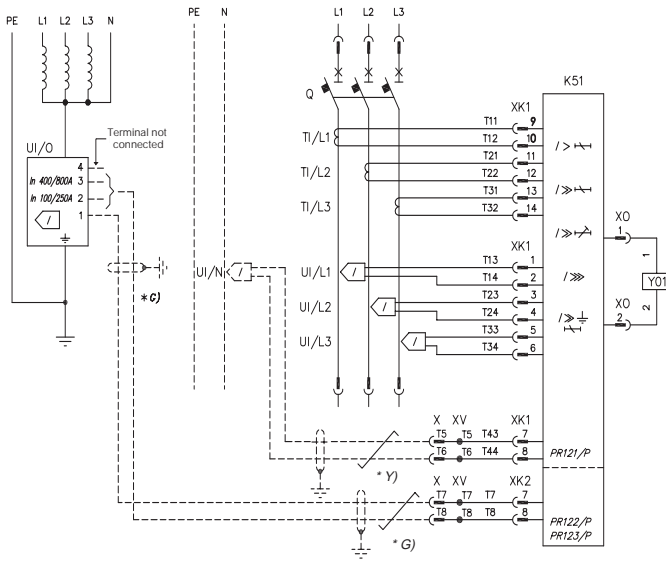 PE L1 L2 L3 N
PE N
L1 L2 L3
Q
K51
Terminal not
connected
UI/O
4
In 400/800A 3
In 100/250A 2
1
/
* G)
UI/N /
TI/L1
TI/L2
TI/L3
XK1
T11 9
T12 10
T21 11
T22 12
T31 13
T32 14
XK1
UI/L1 / T13 1
T14 2
UI/L2 / T23 3
T24 4
UI/L3 / T33 5
T34 6
/>
/≫
/≫
/⋙
/≫
XO
1
1
Y01
2
XO
2
X XV XK1
T5 T5 T43 7
T6 T6 T44 8
* Y)
PR121/P
X XV XK2
T7 T7 T7 7
T8 T8 T8 8
* G)
PR122/P
PR123/P